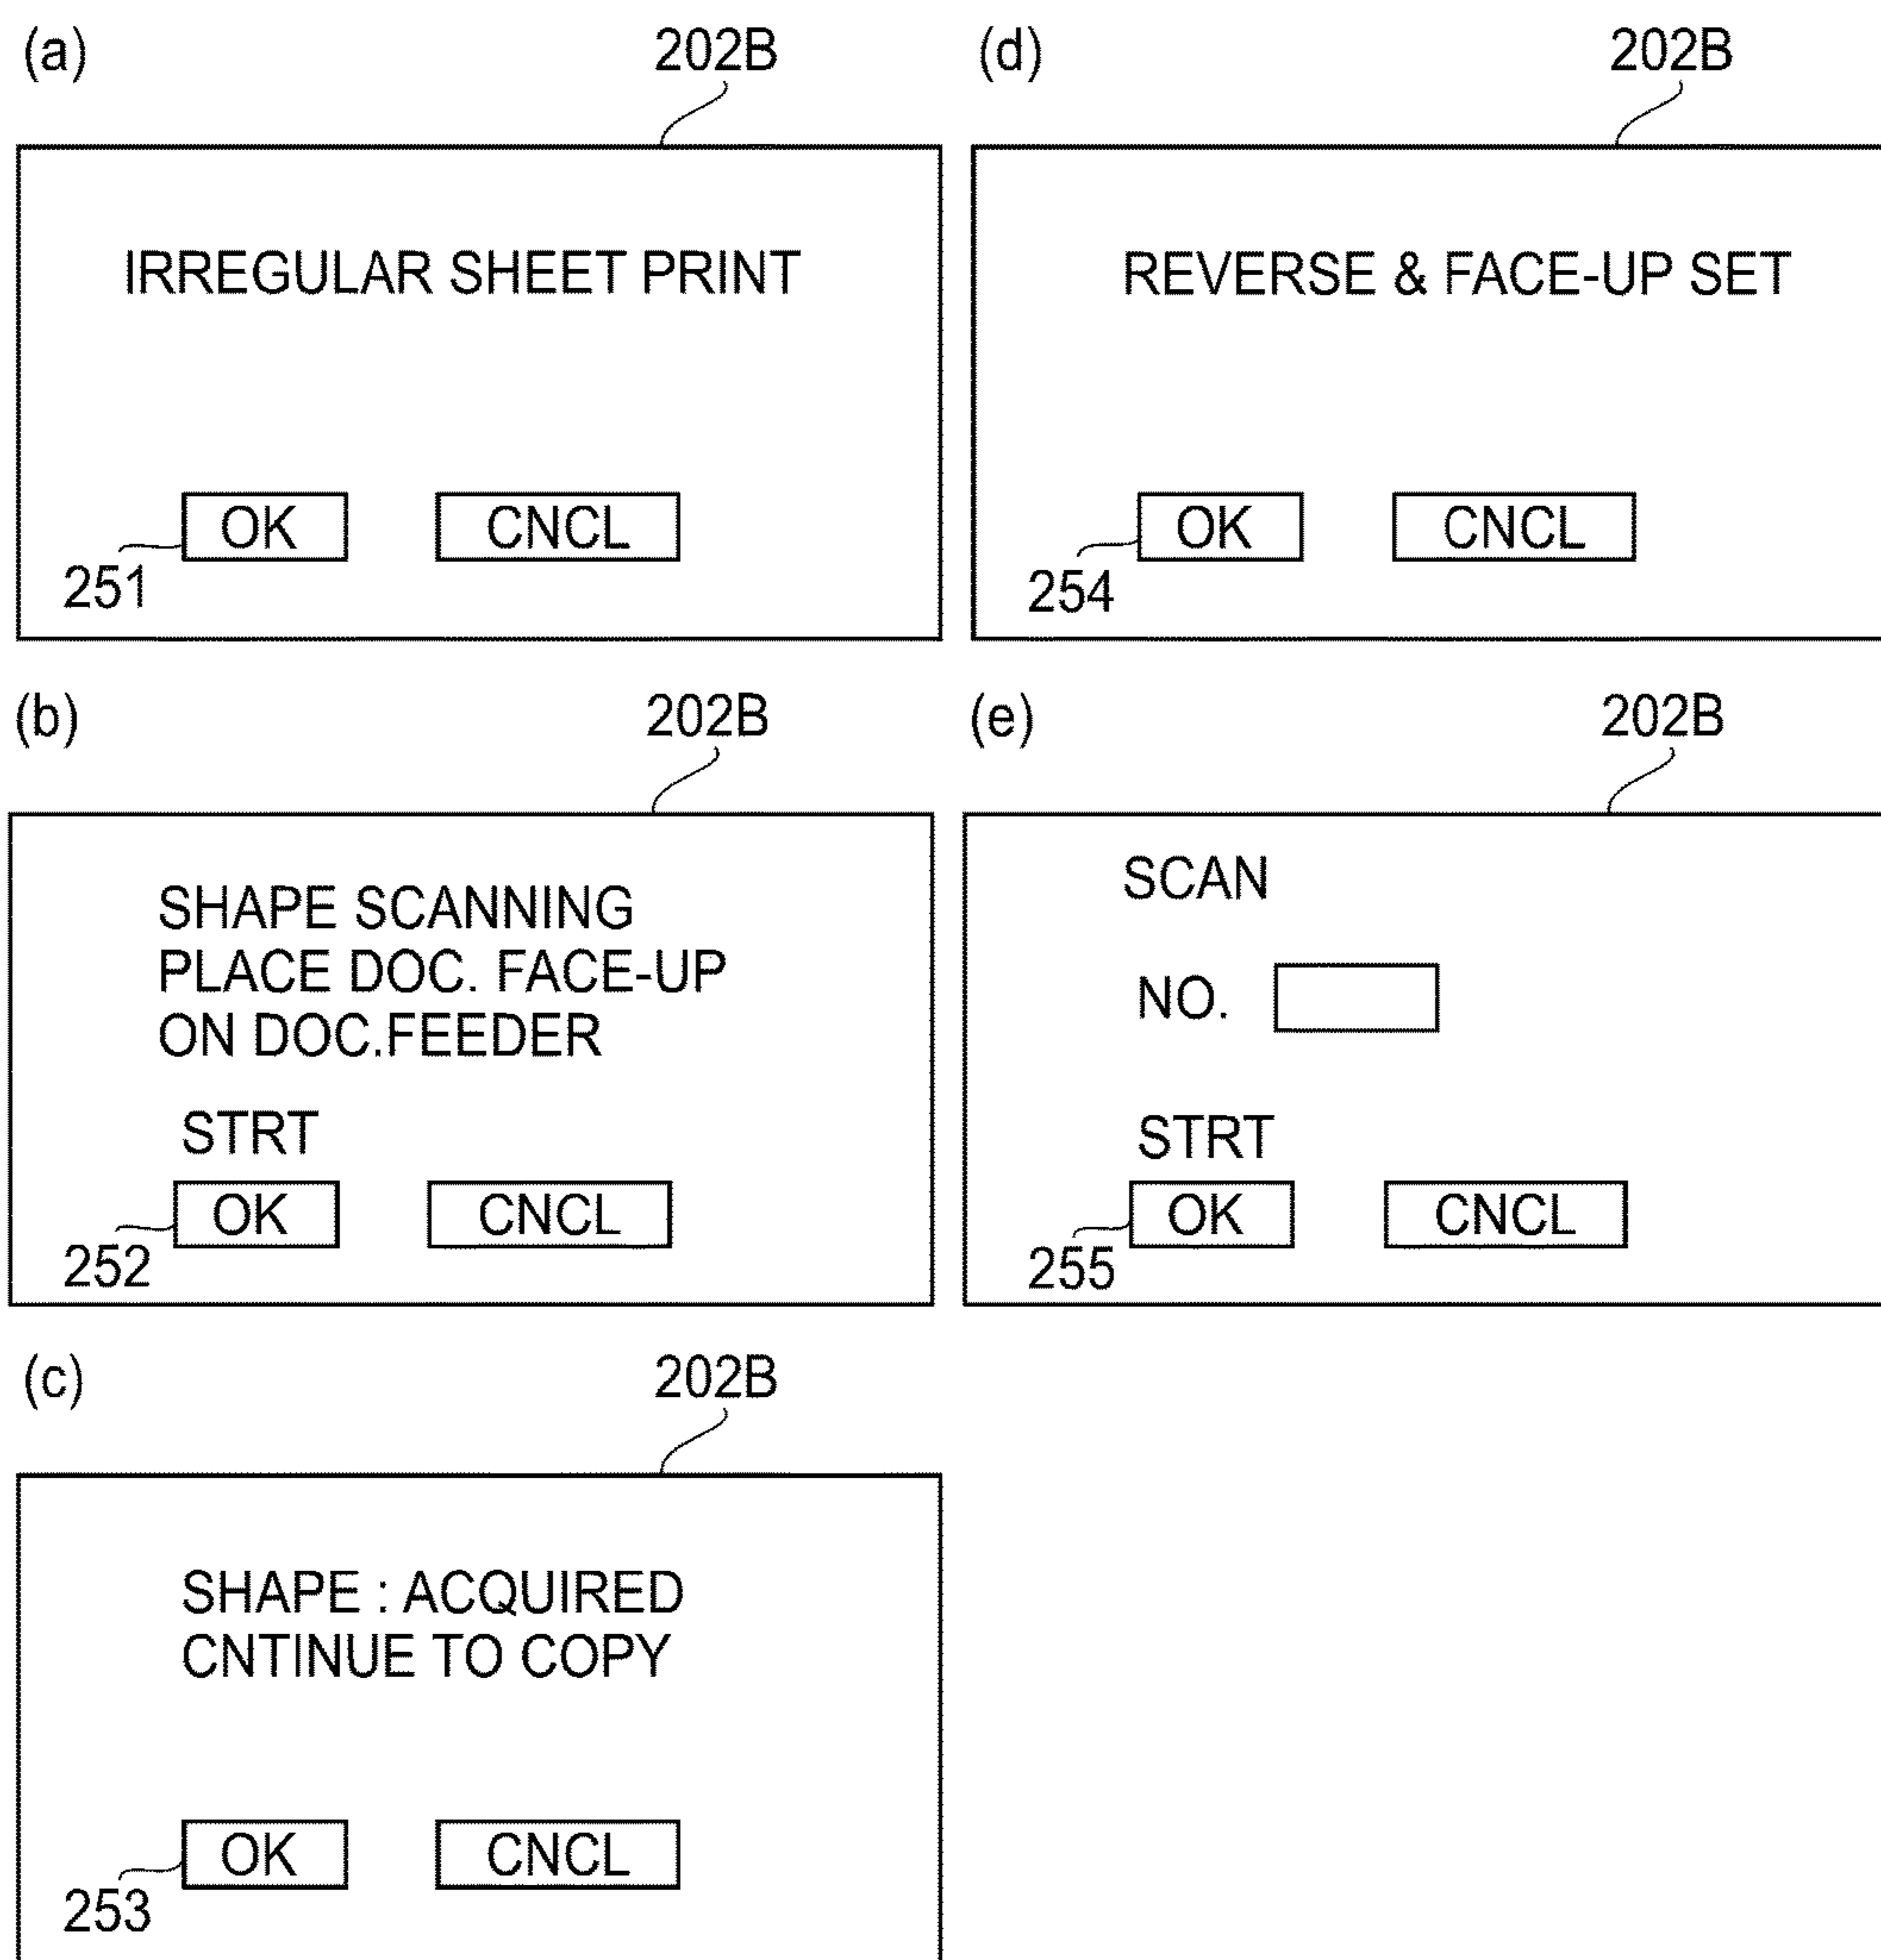 (a)
202B
IRREGULAR SHEET PRINT
OK CNCL
251
(b)
202B
SHAPE SCANNING
PLACE DOC. FACE-UP
ON DOC.FEEDER
STRT
OK CNCL
252
(c)
202B
SHAPE : ACQUIRED
CNTINUE TO COPY
OK CNCL
253
(d)
202B
REVERSE & FACE-UP SET
OK CNCL
254
(e)
202B
SCAN
NO.
STRT
OK CNCL
255